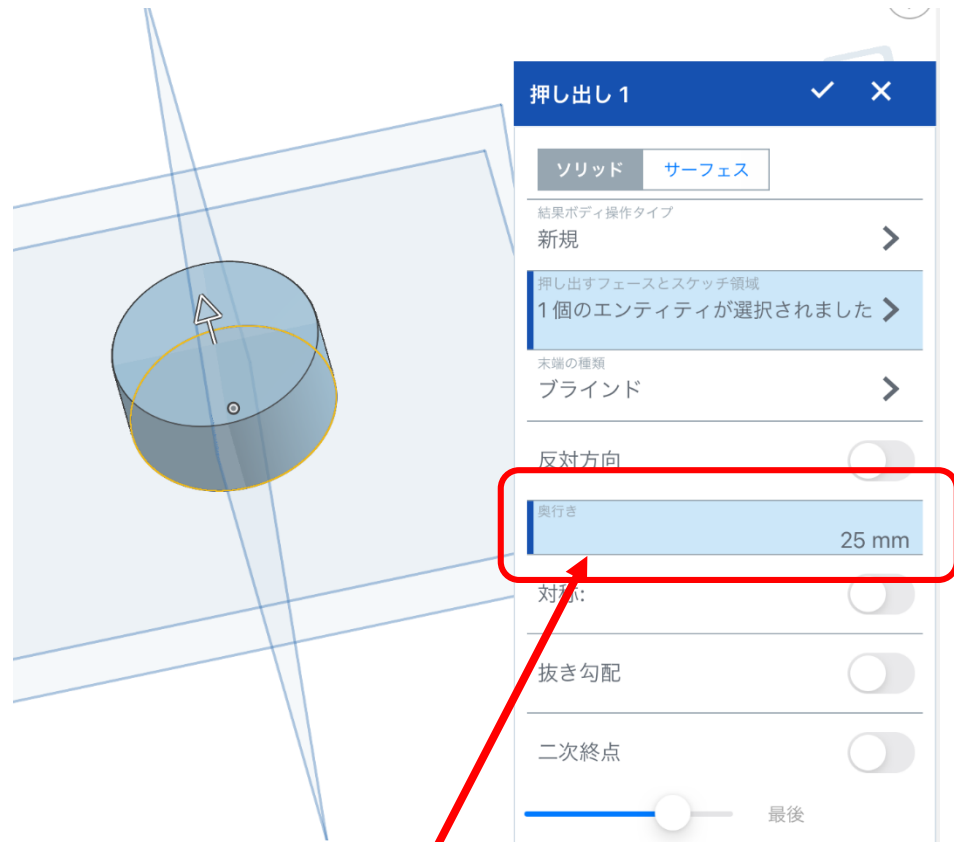 押し出し 1
ソリッド サーフェス
結果ボディ操作タイプ
新規
押し出すフェースとスケッチ領域
1 個のエンティティが選択されました
末端の種類
ブラインド
反対方向
奥行き
25 mm
対称:
抜き勾配
二次終点
最後